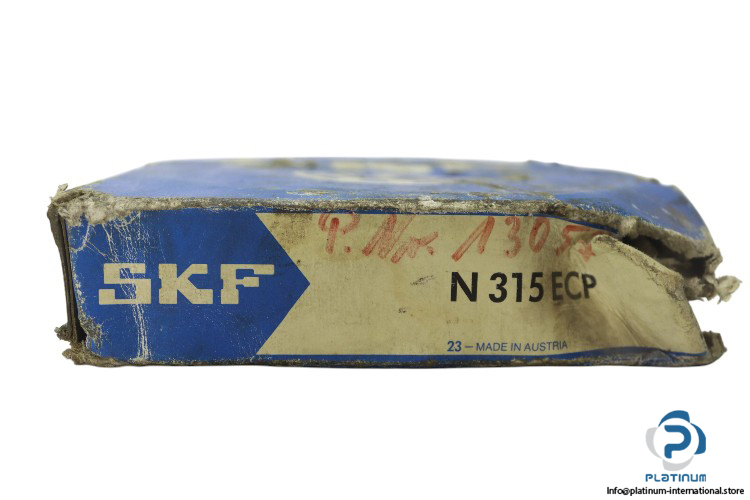 P. Nr. 1305
SKF
N 315 ECP
23 – MADE IN AUSTRIA
PLATINUM
Info@platinum-international.store